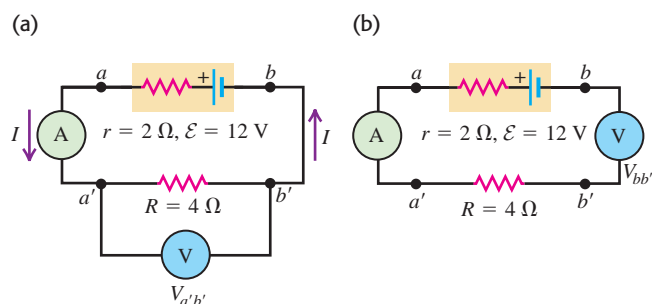 (a)
a
+
b
I
A
r = 2 Ω, ℰ = 12 V
I
a′
b′
R = 4 Ω
V
V_{a′b′}
(b)
a
+
b
A
r = 2 Ω, ℰ = 12 V
V
V_{bb′}
a′
b′
R = 4 Ω